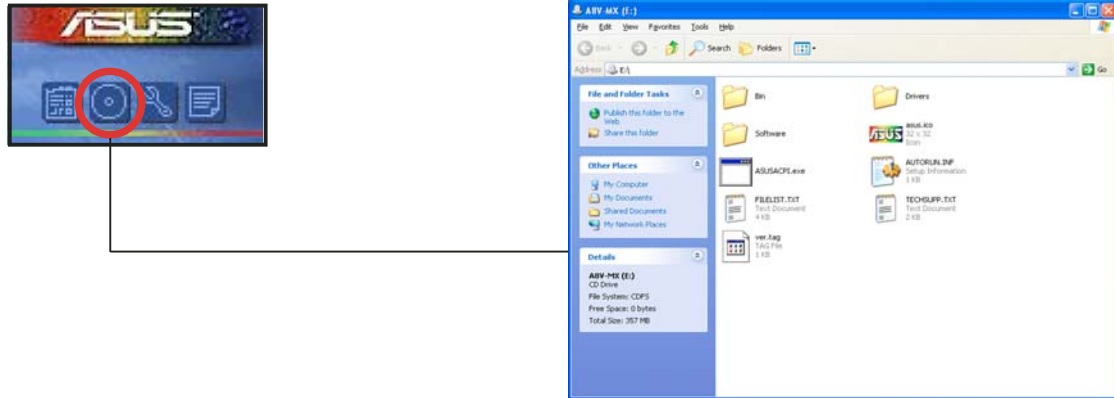 ASUS
A8V-MX (E:)
File Edit View Favorites Tools Help
Back Search Folders
Address E:\ Go
File and Folder Tasks
Publish this folder to the
Web
Share this folder
Other Places
My Computer
My Documents
Shared Documents
My Network Places
Details
A8V-MX (E:)
CD Drive
File System: CDFS
Free Space: 0 bytes
Total Size: 357 MB
Bin
Drivers
Software
ASUS
asus.ico
32 x 32
Icon
ASUSACPI.exe
AUTORUN.INF
Setup Information
1 KB
FILELIST.TXT
Text Document
4 KB
TECHSUPP.TXT
Text Document
2 KB
ver.tag
TAG File
1 KB